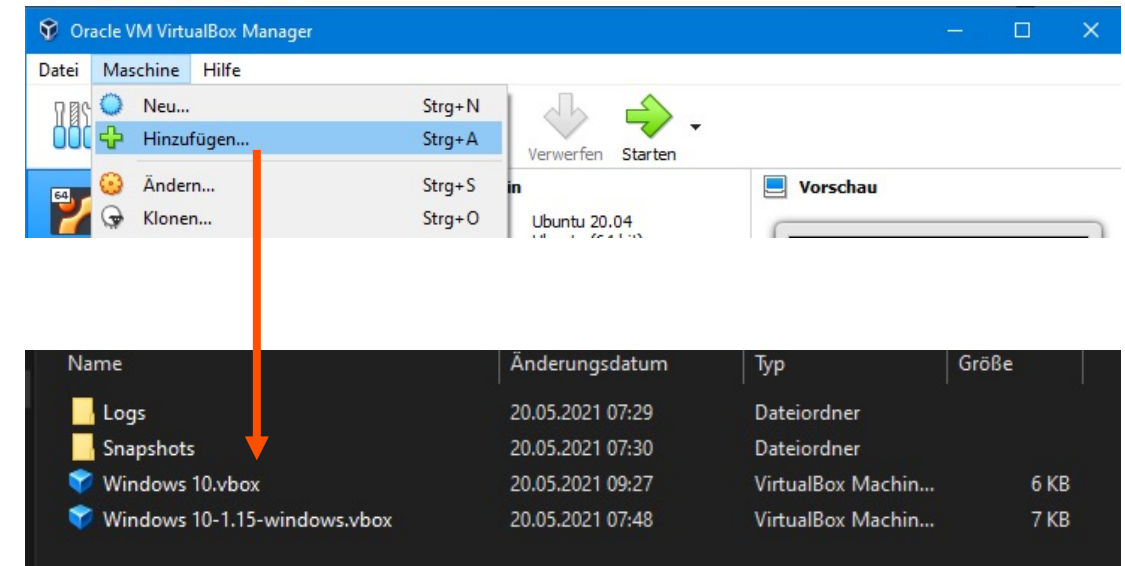 Oracle VM VirtualBox Manager
Datei Maschine Hilfe
Neu... Strg+N
Hinzufügen... Strg+A
Verwerfen Starten
Ändern... Strg+S
64
in
Vorschau
Klonen... Strg+O
Ubuntu 20.04
Name Änderungsdatum Typ Größe
Logs 20.05.2021 07:29 Dateiordner
Snapshots 20.05.2021 07:30 Dateiordner
Windows 10.vbox 20.05.2021 09:27 VirtualBox Machin... 6 KB
Windows 10-1.15-windows.vbox 20.05.2021 07:48 VirtualBox Machin... 7 KB